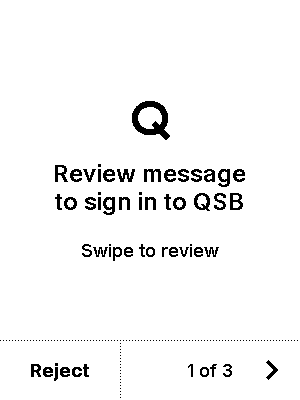 Q
Review message
to sign in to QSB
Swipe to review
Reject
1 of 3